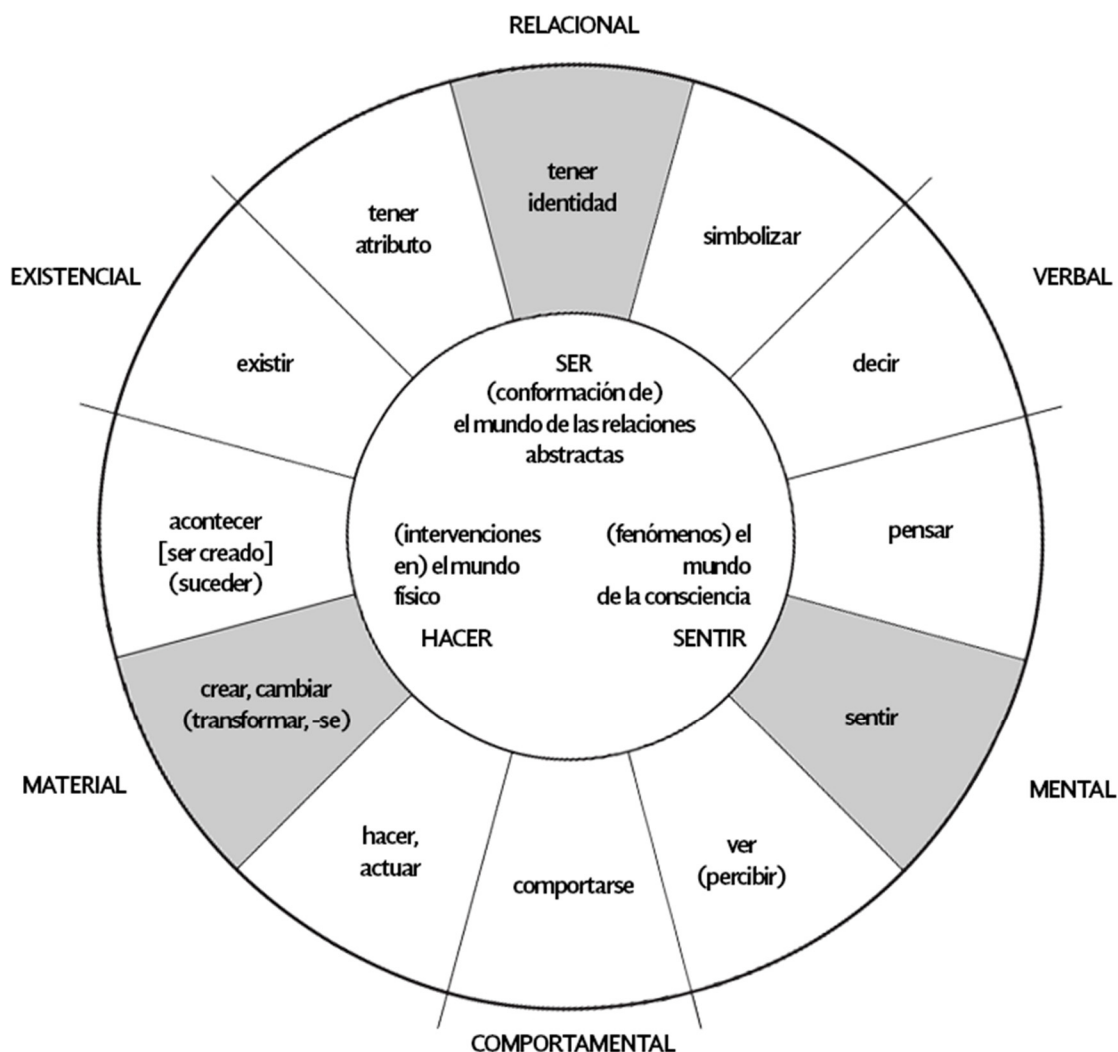 RELACIONAL
tener
identidad
tener
atributo
simbolizar
EXISTENCIAL
VERBAL
existir
decir
SER
(conformación de)
el mundo de las relaciones
abstractas
acontecer
[ser creado]
(suceder)
(intervenciones
en) el mundo
físico
HACER
(fenómenos) el
mundo
de la consciencia
SENTIR
pensar
crear, cambiar
(transformar, -se)
sentir
MATERIAL
MENTAL
hacer,
actuar
comportarse
ver
(percibir)
COMPORTAMENTAL